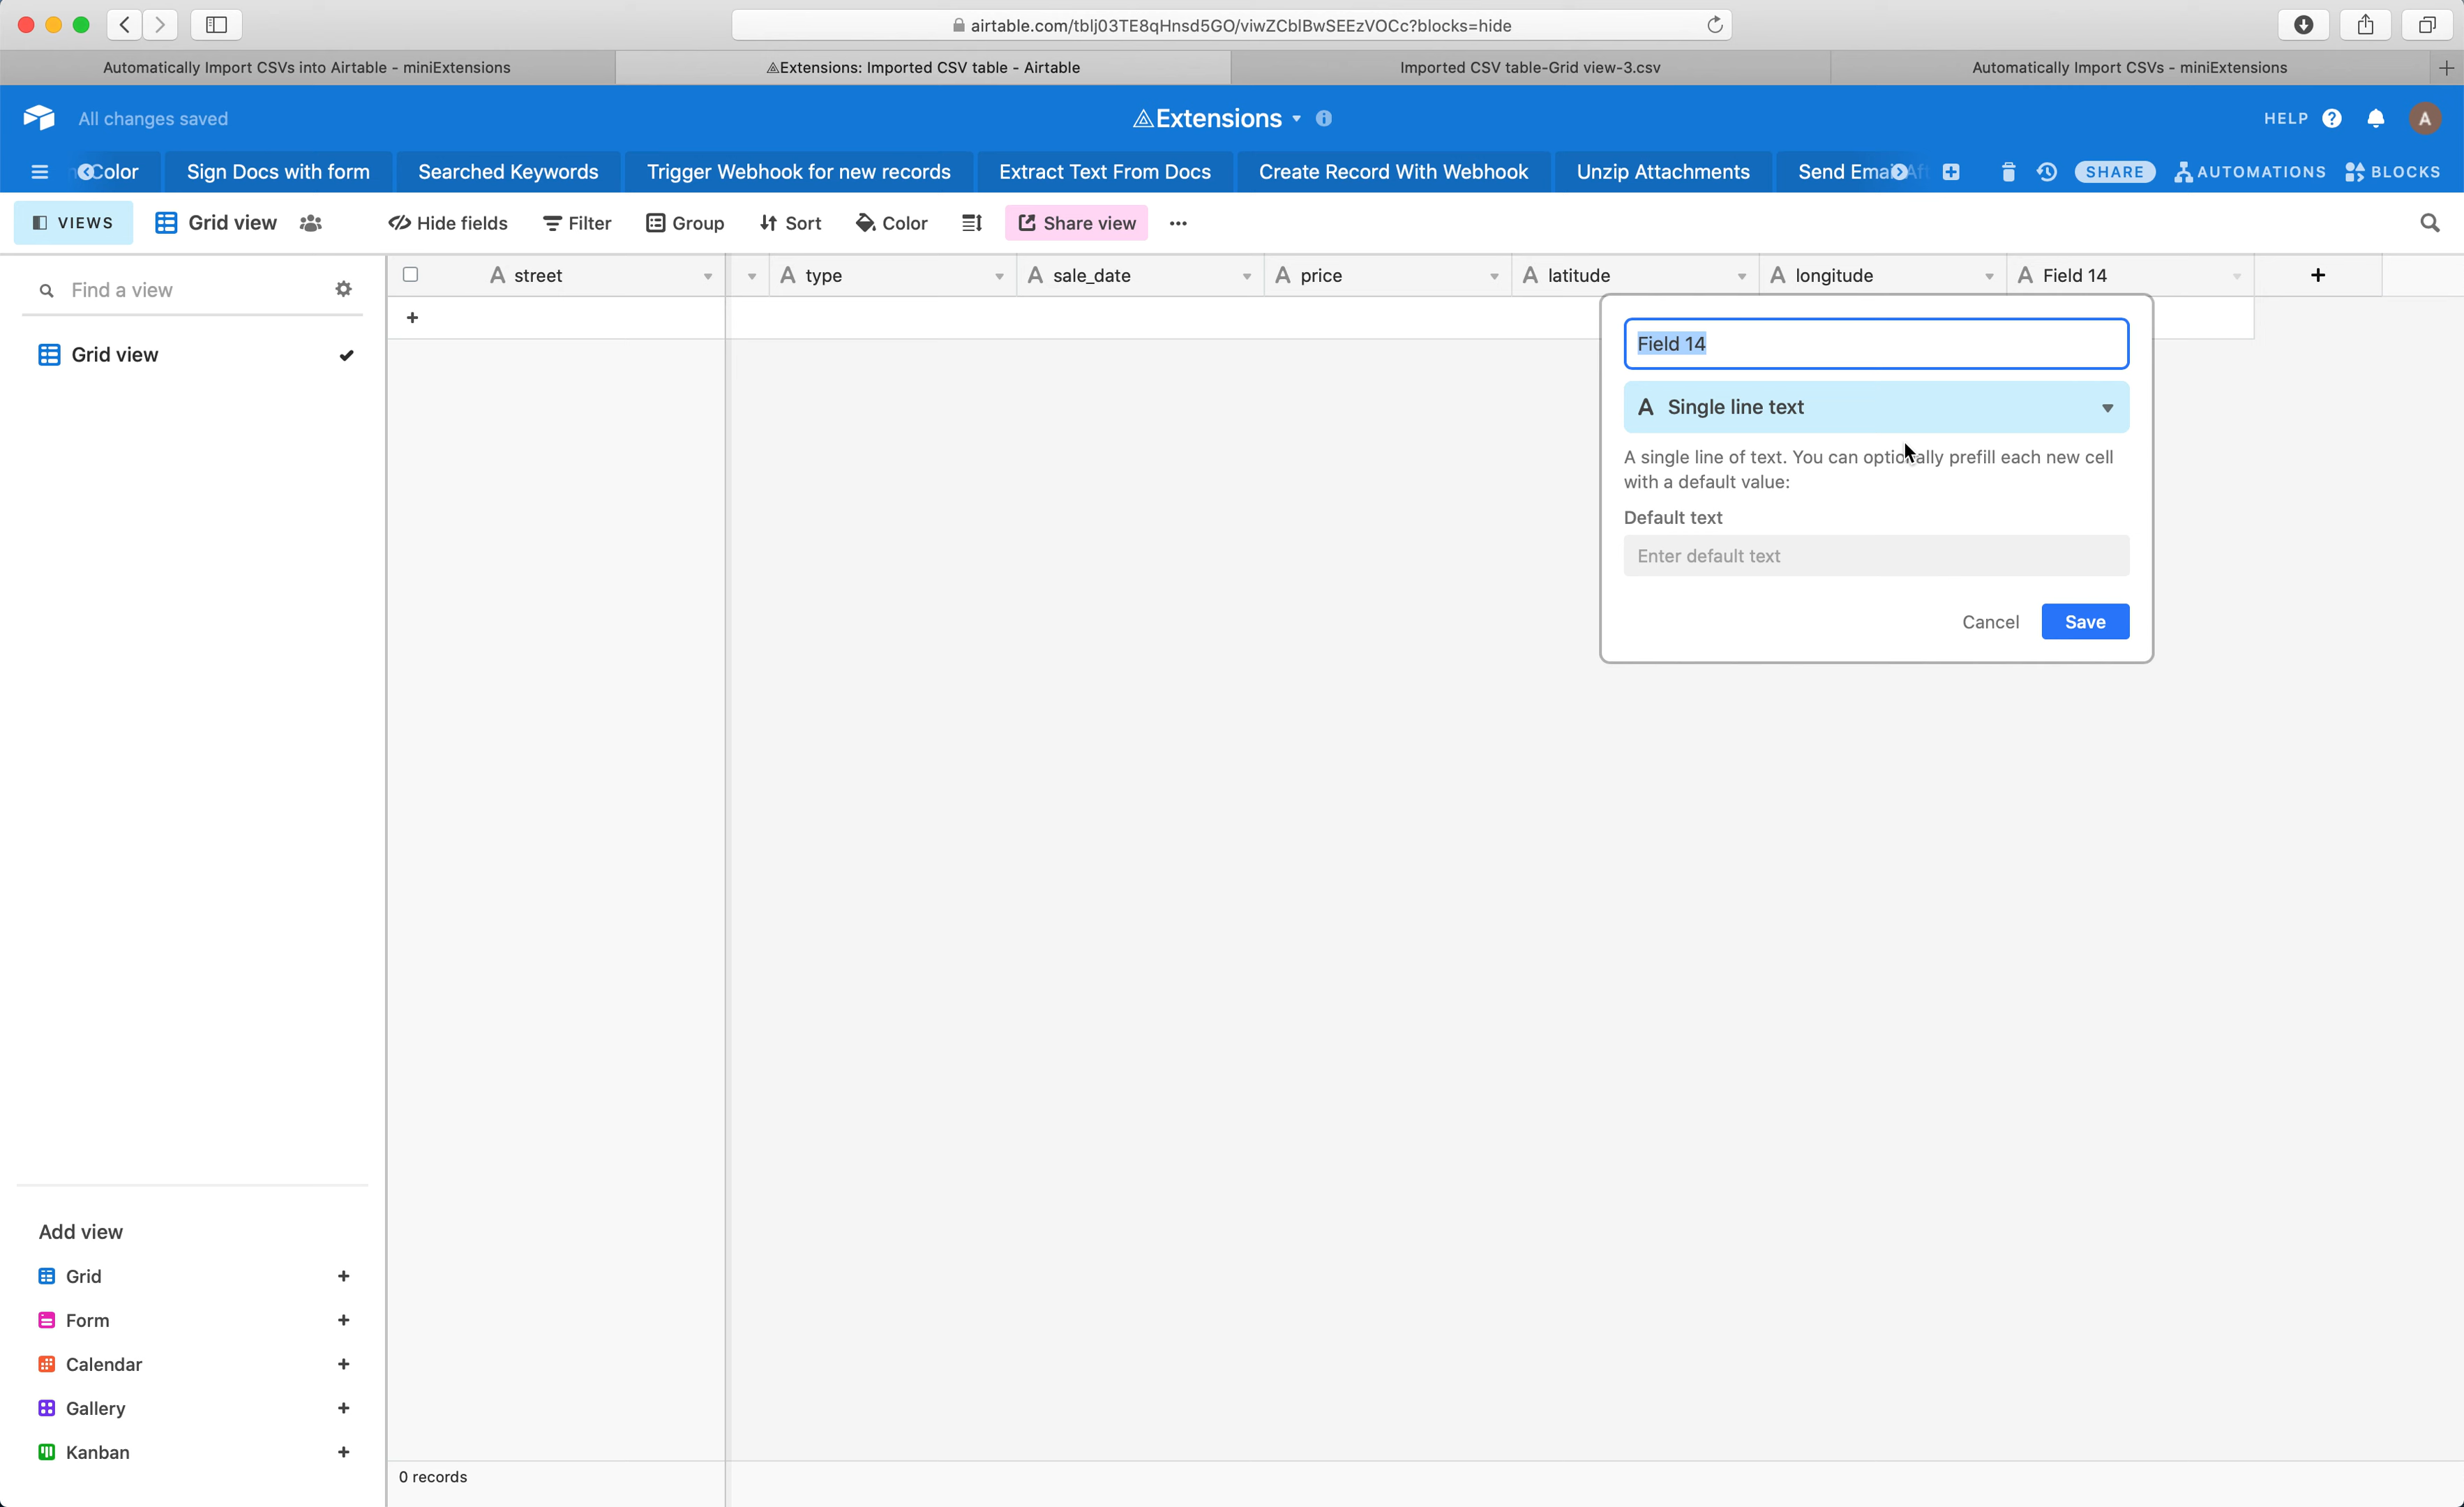 airtable.com/tblj03TE8qHnsd5GO/viwZCblBwSEEzVOCc?blocks=hide
Automatically Import CSVs into Airtable - miniExtensions
Extensions: Imported CSV table - Airtable
Imported CSV table-Grid view-3.csv
Automatically Import CSVs - miniExtensions
All changes saved
Extensions
HELP
A
Color
Sign Docs with form
Searched Keywords
Trigger Webhook for new records
Extract Text From Docs
Create Record With Webhook
Unzip Attachments
Send Email
SHARE
AUTOMATIONS
BLOCKS
VIEWS
Grid view
Hide fields
Filter
Group
Sort
Color
Share view
Find a view
A street
A type
A sale_date
A price
A latitude
A longitude
A Field 14
Grid view
Field 14
A Single line text
A single line of text. You can optionally prefill each new cell
with a default value:
Default text
Enter default text
Cancel
Save
Add view
Grid
Form
Calendar
Gallery
Kanban
0 records